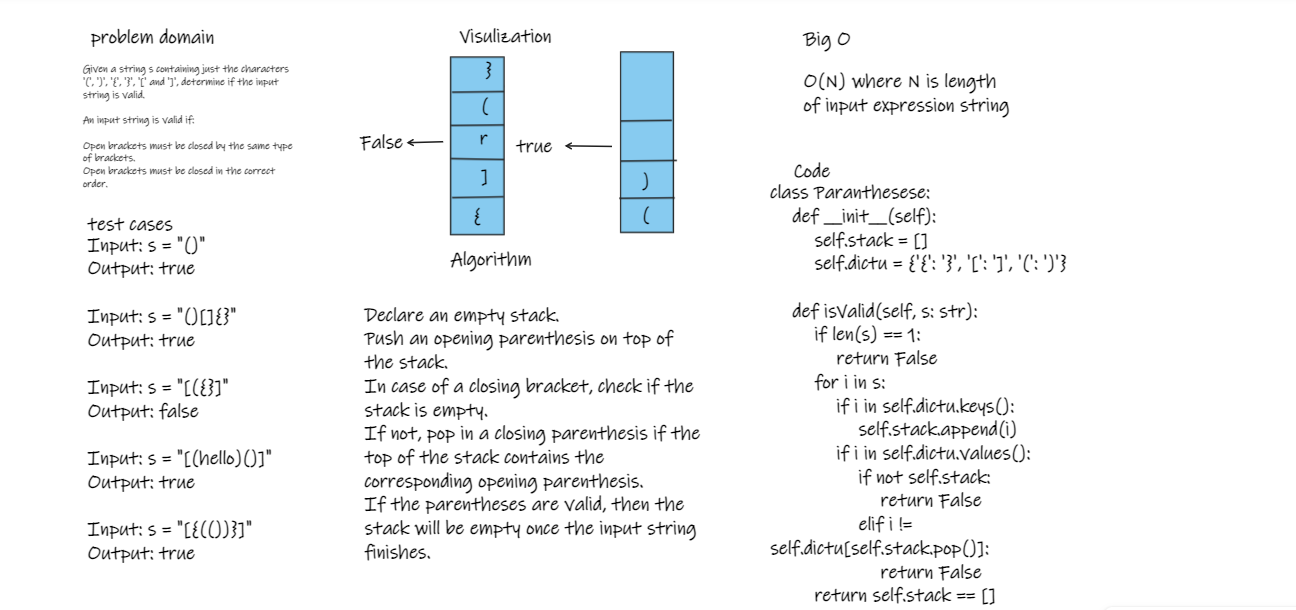 problem domain
Given a string s containing just the characters
'(', ')', '{', '}', '[' and ']', determine if the input
string is valid.
An input string is valid if:
Open brackets must be closed by the same type
of brackets.
Open brackets must be closed in the correct
order.
test cases
Input: s = "()"
Output: true
Input: s = "()[]{}"
Output: true
Input: s = "[({}]"
Output: false
Input: s = "[(hello)()]"
Output: true
Input: s = "[{(())}]"
Output: true
Visulization
}
(
r
]
{
False
true
)
(
Algorithm
Declare an empty stack.
Push an opening parenthesis on top of
the stack.
In case of a closing bracket, check if the
stack is empty.
If not, pop in a closing parenthesis if the
top of the stack contains the
corresponding opening parenthesis.
If the parentheses are valid, then the
stack will be empty once the input string
finishes.
Big O
O(N) where N is length
of input expression string
Code
class Paranthesese:
def __init__(self):
self.stack = []
self.dictu = {'{': '}', '[': ']', '(': ')'}
def isValid(self, s: str):
if len(s) == 1:
return False
for i in s:
if i in self.dictu.keys():
self.stack.append(i)
if i in self.dictu.values():
if not self.stack:
return False
elif i !=
self.dictu[self.stack.pop()]:
return False
return self.stack == []